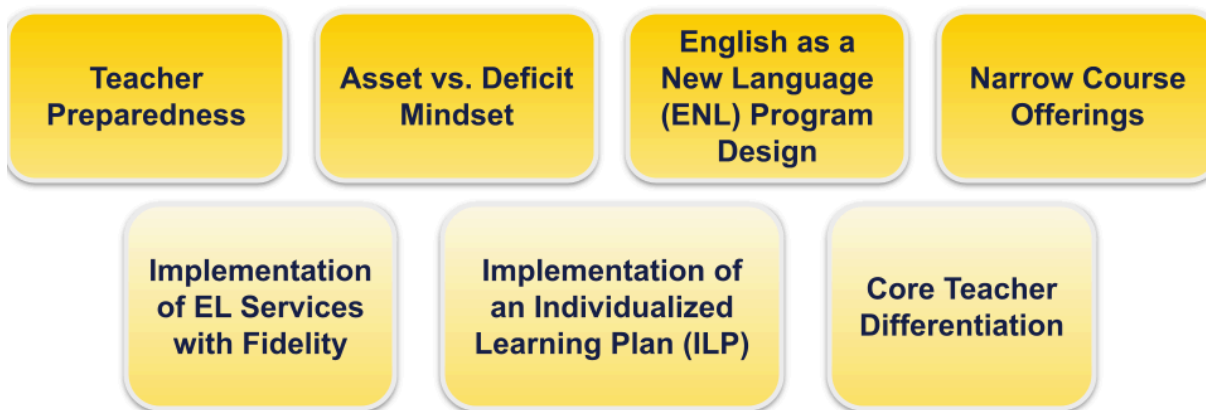 Teacher
Preparedness
Asset vs. Deficit
Mindset
English as a
New Language
(ENL) Program
Design
Narrow Course
Offerings
Implementation
of EL Services
with Fidelity
Implementation of
an Individualized
Learning Plan (ILP)
Core Teacher
Differentiation